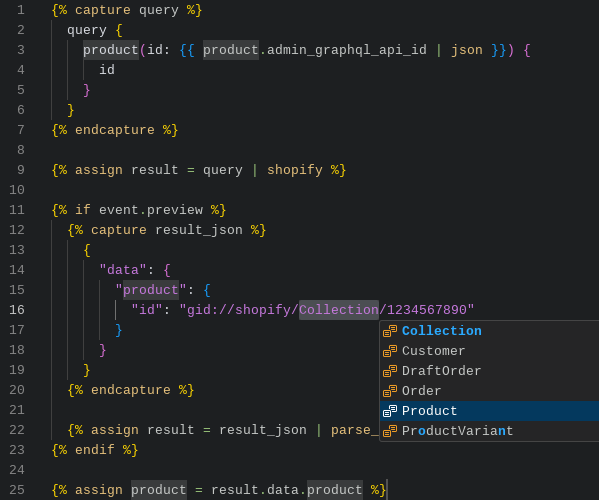 1 {% capture query %}
2 query {
3 product(id: {{ product.admin_graphql_api_id | json }}) {
4 id
5 }
6 }
7 {% endcapture %}
8
9 {% assign result = query | shopify %}
10
11 {% if event.preview %}
12 {% capture result_json %}
13 {
14 "data": {
15 "product": {
16 "id": "gid://shopify/Collection/1234567890"
17 }
Collection
18 }
Customer
19 }
DraftOrder
20 {% endcapture %}
Order
21
Product
22 {% assign result = result_json | parse_
ProductVariant
23 {% endif %}
24
25 {% assign product = result.data.product %}